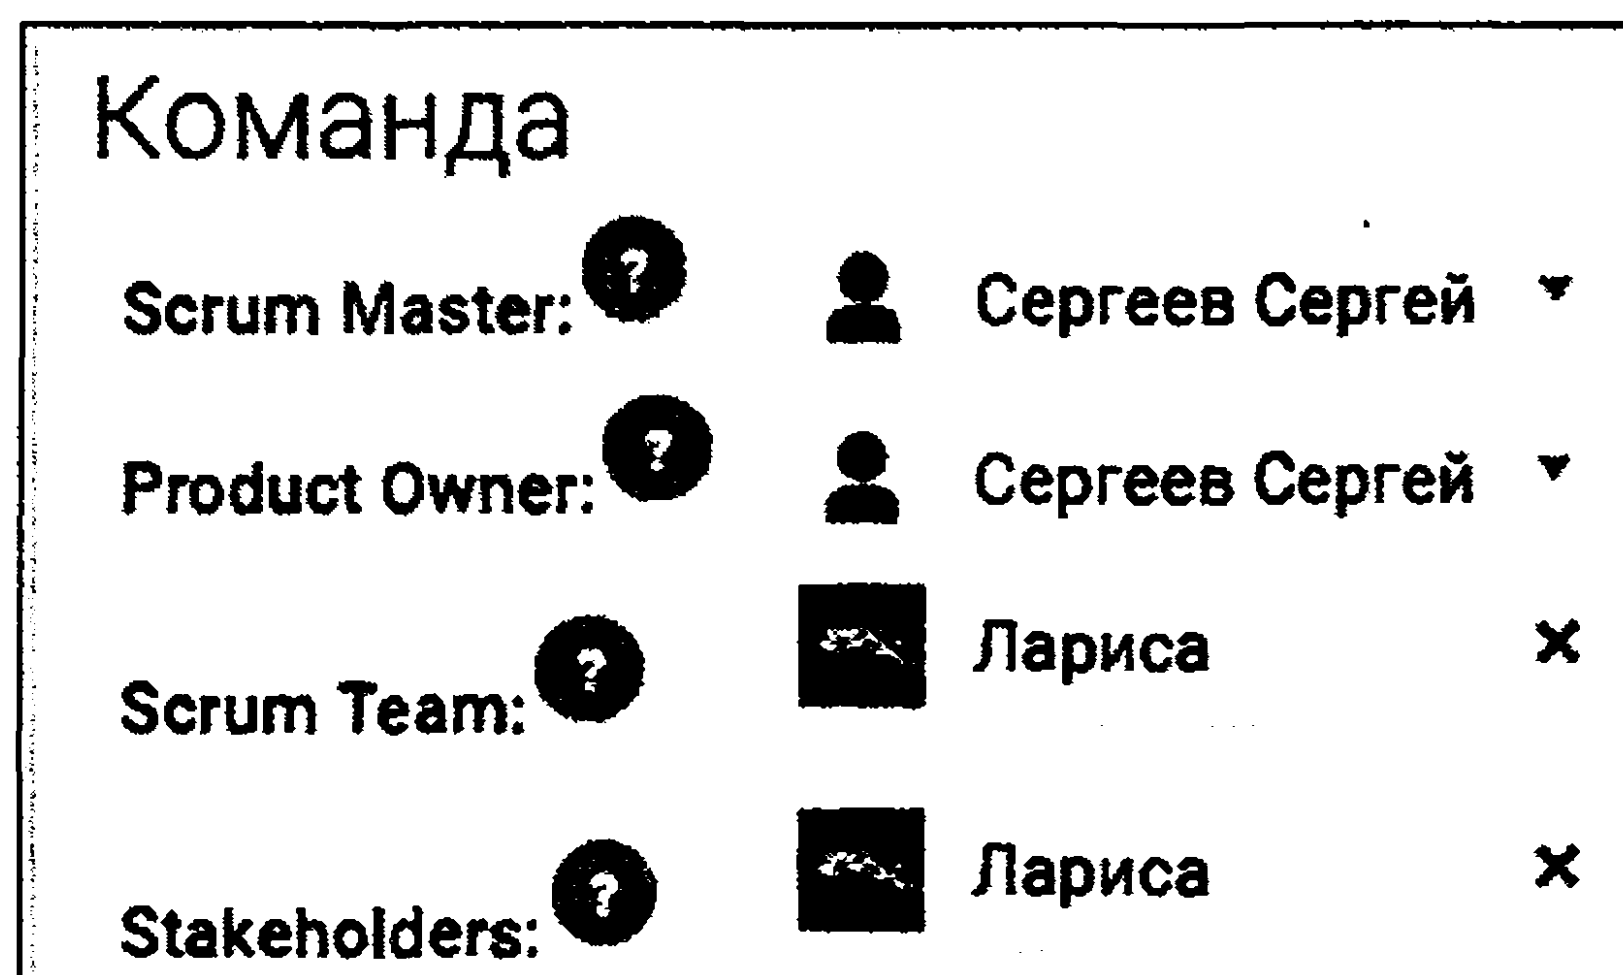 Команда
Scrum Master: ? Сергеев Сергей
Product Owner: ? Сергеев Сергей
Scrum Team: ? Лариса
Stakeholders: ? Лариса